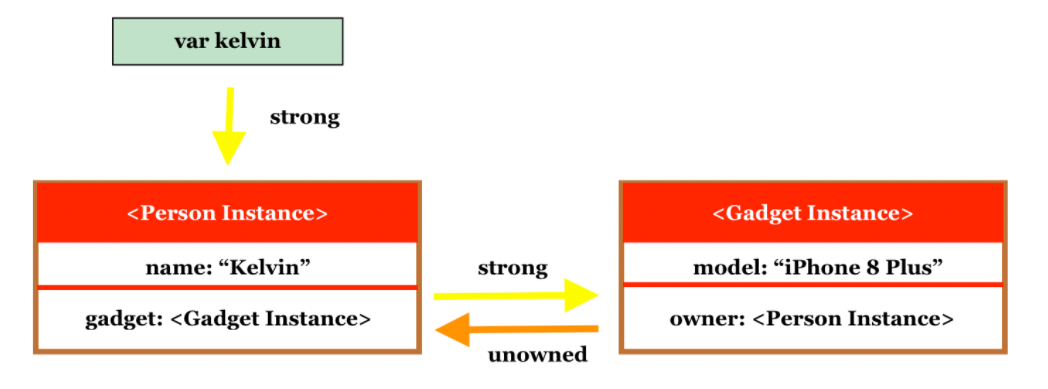 var kelvin
strong
<Person Instance>
name: “Kelvin”
gadget: <Gadget Instance>
strong
unowned
<Gadget Instance>
model: “iPhone 8 Plus”
owner: <Person Instance>